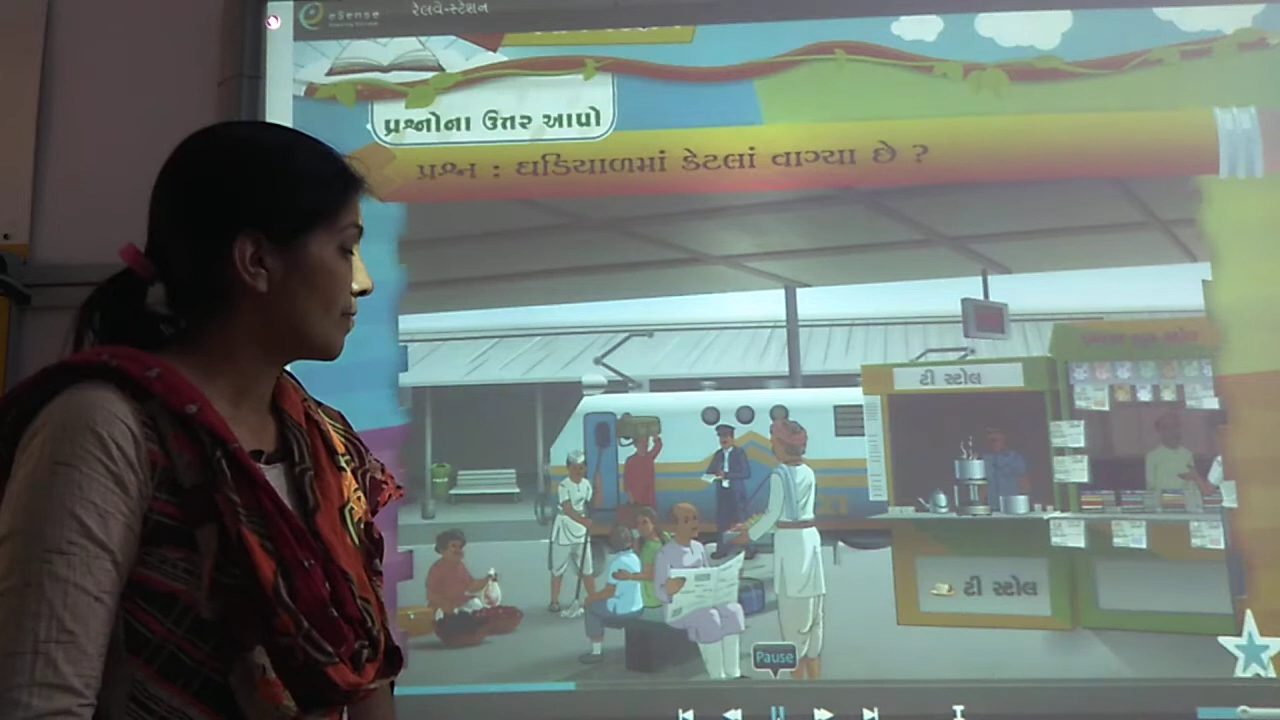 eSense
રેલવે-સ્ટેશન
પ્રશ્નોના ઉત્તર આપો
પ્રશ્ન : ઘડિયાળમાં કેટલાં વાગ્યા છે ?
ટી સ્ટોલ
ટી સ્ટોલ
Pause